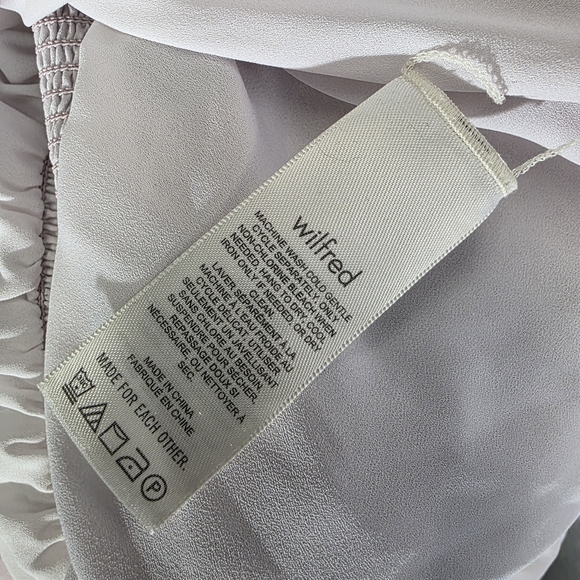 wilfred
MACHINE WASH COLD GENTLE
CYCLE SEPARATELY, ONLY
NON-CHLORINE BLEACH WHEN
NEEDED, HANG TO DRY, COOL
IRON ONLY IF NEEDED OR DRY
CLEAN
LAVER SÉPARÉMENT À LA
MACHINE À L'EAU FROIDE AU
CYCLE DÉLICAT, UTILISER
SEULEMENT UN JAVELLISANT
SANS CHLORE AU BESOIN,
SUSPENDRE POUR SÉCHER,
REPASSAGE DOUX SI
NÉCESSAIRE, OU NETTOYER À
SEC.
MADE IN CHINA
FABRIQUÉ EN CHINE
MADE FOR EACH OTHER.
P